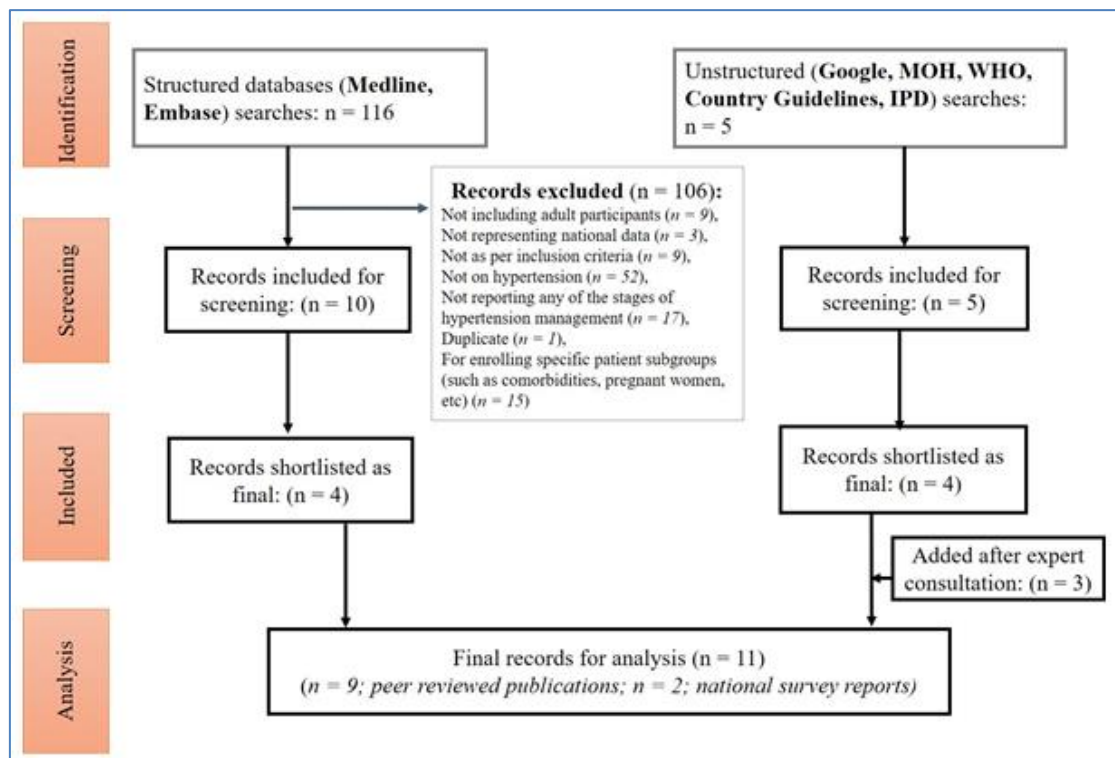 Identification
Structured databases (Medline,
Embase) searches: n = 116
Unstructured (Google, MOH, WHO,
Country Guidelines, IPD) searches:
n = 5
Records excluded (n = 106):
Not including adult participants (n = 9),
Not representing national data (n = 3),
Not as per inclusion criteria (n = 9),
Not on hypertension (n = 52),
Not reporting any of the stages of
hypertension management (n = 17),
Duplicate (n = 1),
For enrolling specific patient subgroups
(such as comorbidities, pregnant women,
etc) (n = 15)
Screening
Records included for
screening: (n = 10)
Records included for
screening: (n = 5)
Included
Records shortlisted as
final: (n = 4)
Records shortlisted as
final: (n = 4)
Added after expert
consultation: (n = 3)
Analysis
Final records for analysis (n = 11)
(n = 9; peer reviewed publications; n = 2; national survey reports)